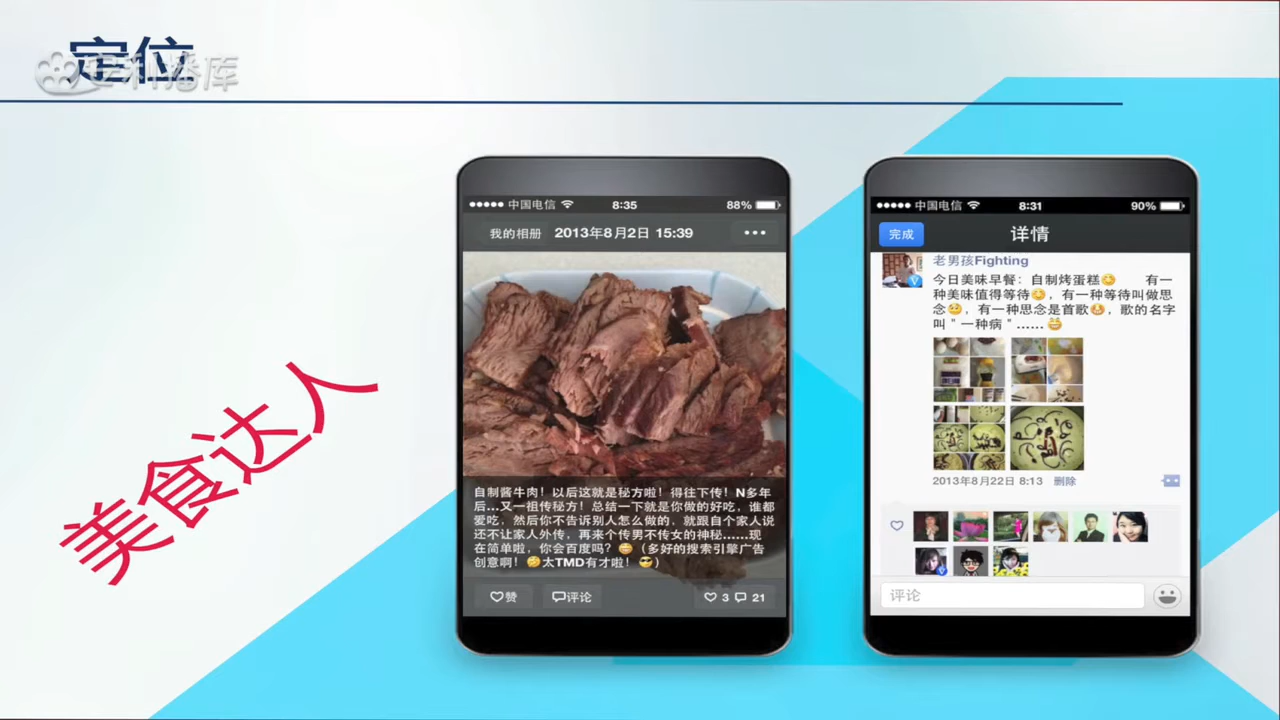 定位
安利播库
美食达人
中国电信
8:35
88%
我的相册
2013年8月2日 15:39
自制酱牛肉！以后这就是秘方啦！得往下传！N多年
后...又一祖传秘方！总结一下就是你做的好吃，谁都
爱吃，然后你不告诉别人怎么做的，就跟自个家人说
还不让家人外传，再来个传男不传女的神秘......现
在简单啦，你会百度吗？😁（多好的搜索引擎广告
创意啊！🤣太TMD有才啦！😎）
赞
评论
3
21
中国电信
8:31
90%
完成
详情
老男孩Fighting
今日美味早餐：自制烤蛋糕😋 有一
种美味值得等待😋，有一种等待叫做思
念🥺，有一种思念是首歌，歌的名字
叫＂一种病＂......😁
2013年8月22日 8:13
删除
评论